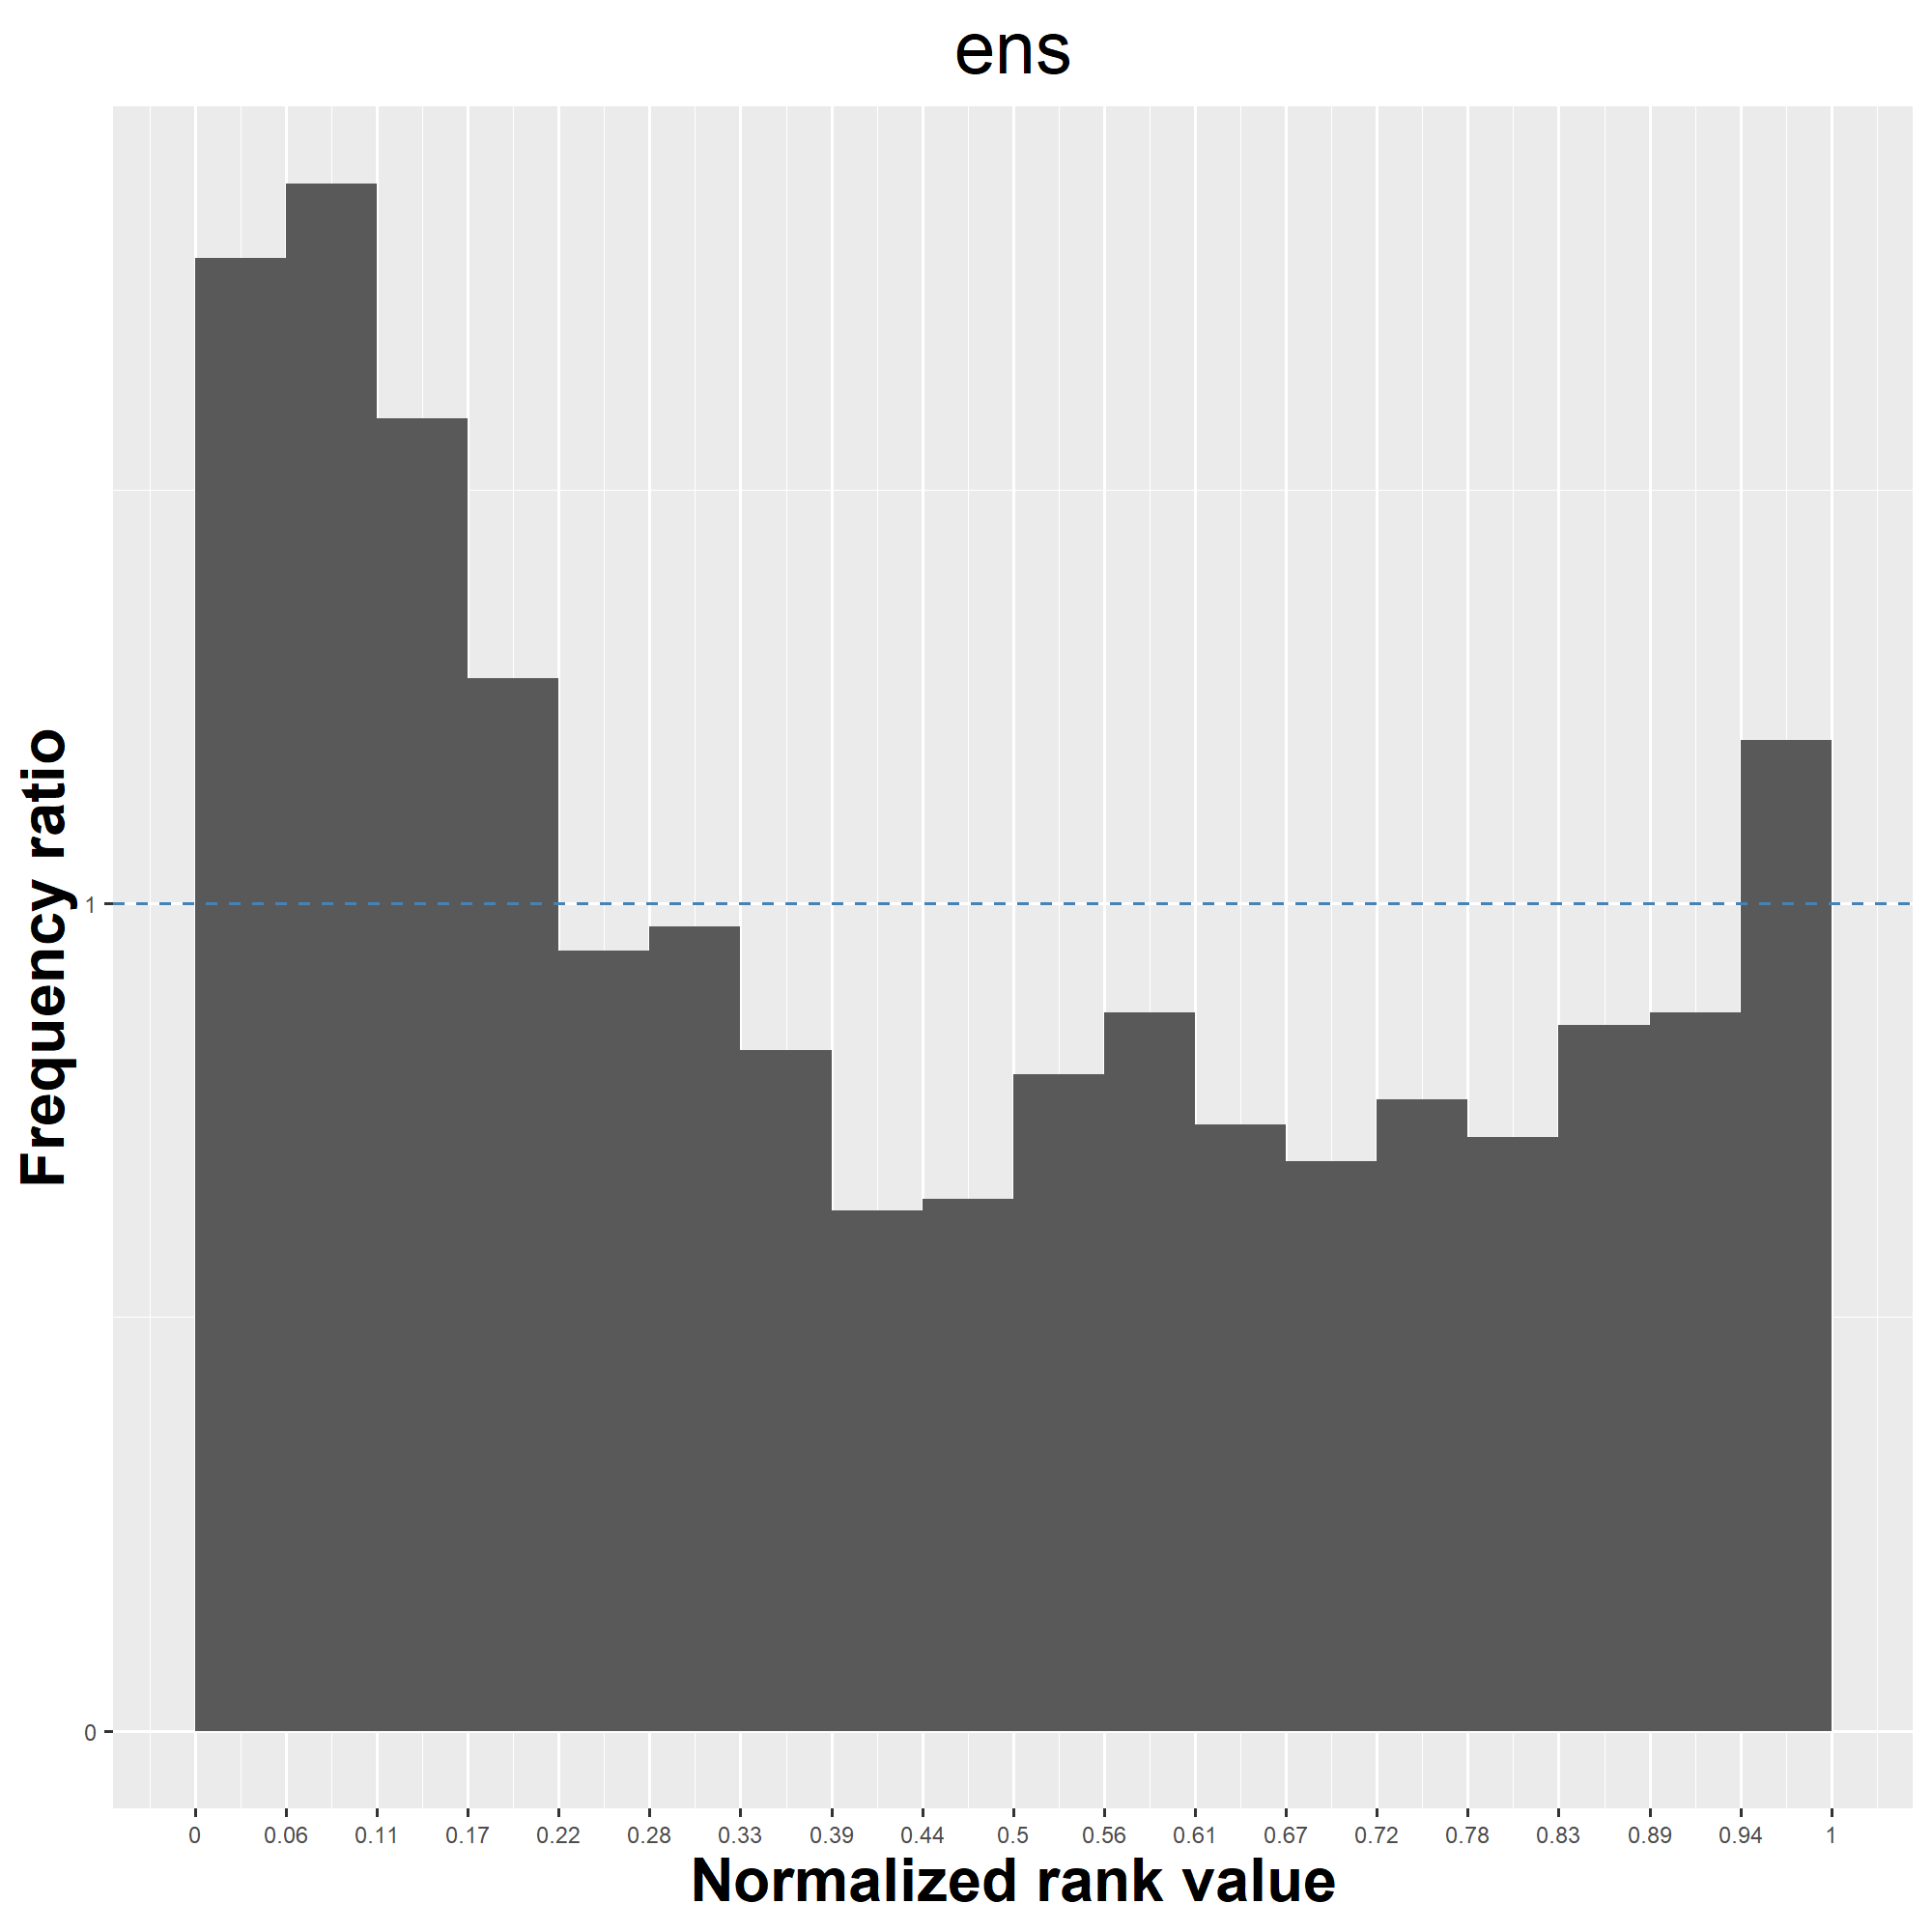 ens
Frequency ratio
1
0
0 0.06 0.11 0.17 0.22 0.28 0.33 0.39 0.44 0.5 0.56 0.61 0.67 0.72 0.78 0.83 0.89 0.94 1
Normalized rank value